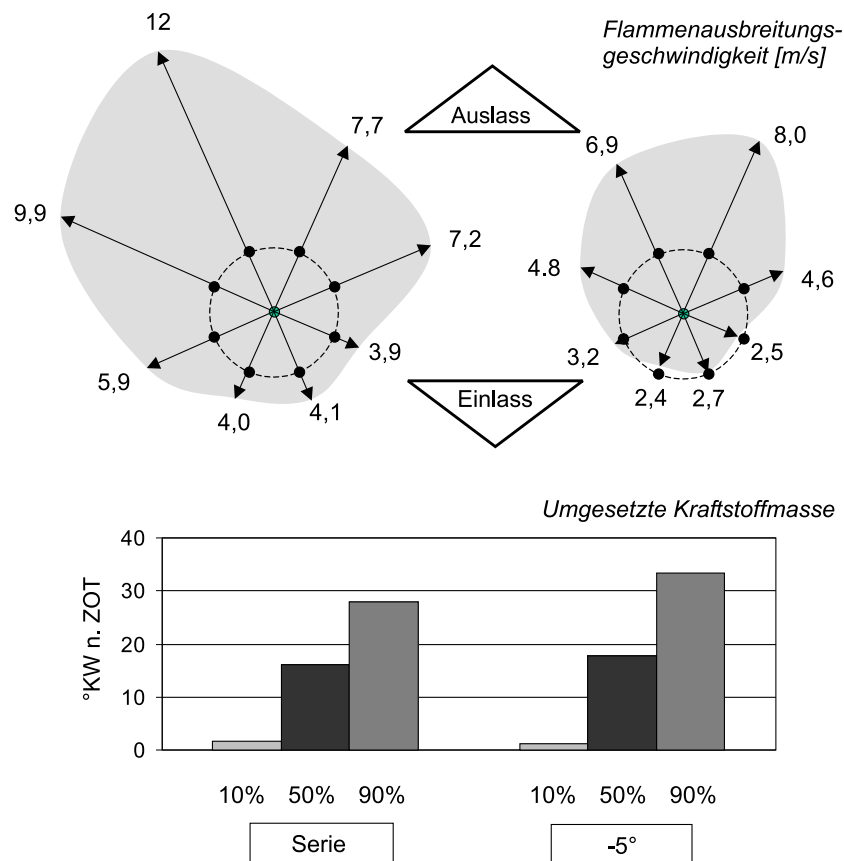 Flammenausbreitungs-
geschwindigkeit [m/s]
12
7,7
9,9
7,2
5,9
3,9
4,0
4,1
Auslass
Einlass
6,9
8,0
4.8
4,6
3,2
2,5
2,4
2,7
Umgesetzte Kraftstoffmasse
°KW n. ZOT
40
30
20
10
0
10% 50% 90% 10% 50% 90%
Serie -5°